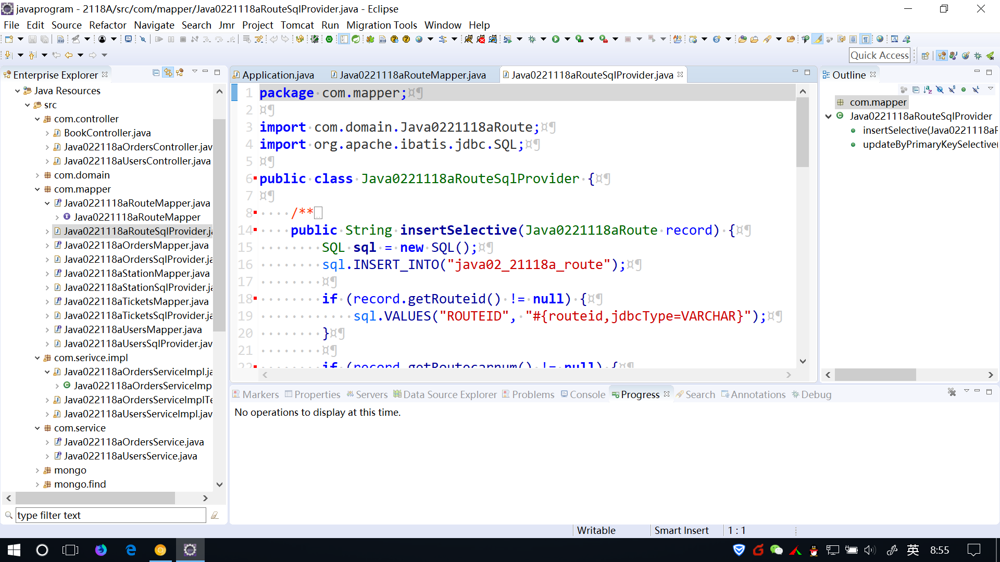 javaprogram - 2118A/src/com/mapper/Java0221118aRouteSqlProvider.java - Eclipse
File Edit Source Refactor Navigate Search Jmr Project Tomcat Run Migration Tools Window Help
Quick Access
Enterprise Explorer
Java Resources
src
com.controller
BookController.java
Java022118aOrdersController.jav
Java022118aUsersController.java
com.domain
com.mapper
Java0221118aRouteMapper.java
Java0221118aRouteMapper
Java0221118aRouteSqlProvider.ja
Java022118aOrdersMapper.java
Java022118aOrdersSqlProvider.ja
Java022118aStationMapper.java
Java022118aStationSqlProvider.ja
Java022118aTicketsMapper.java
Java022118aTicketsSqlProvider.ja
Java022118aUsersMapper.java
Java022118aUsersSqlProvider.jav
com.serivce.impl
Java022118aOrdersServiceImpl.ja
Java022118aOrdersServiceImp
Java022118aOrdersServiceImplTe
Java022118aUsersServiceImpl.jav
com.service
Java022118aOrdersService.java
Java022118aUsersService.java
mongo
mongo.find
type filter text
Application.java Java0221118aRouteMapper.java Java0221118aRouteSqlProvider.java
1 package com.mapper;¤¶
2 ¤¶
3 import com.domain.Java0221118aRoute;¤¶
4 import org.apache.ibatis.jdbc.SQL;¤¶
5 ¤¶
6 public class Java0221118aRouteSqlProvider {¤¶
7 ¤¶
8 /**
14 public String insertSelective(Java0221118aRoute record) {¤¶
15 SQL sql = new SQL();¤¶
16 sql.INSERT_INTO("java02_21118a_route");¤¶
17 ¤¶
18 if (record.getRouteid() != null) {¤¶
19 sql.VALUES("ROUTEID", "#{routeid,jdbcType=VARCHAR}");¤¶
20 }¤¶
21 ¤¶
22 if (record.getRoutecarnum() != null) {¤¶
Outline
com.mapper
Java0221118aRouteSqlProvider
insertSelective(Java0221118aR
updateByPrimaryKeySelective(
Markers Properties Servers Data Source Explorer Problems Console Progress Search Annotations Debug
No operations to display at this time.
Writable Smart Insert 1 : 1
英 8:55